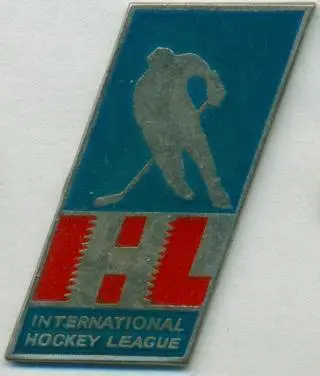 IHL
INTERNATIONAL
HOCKEY LEAGUE